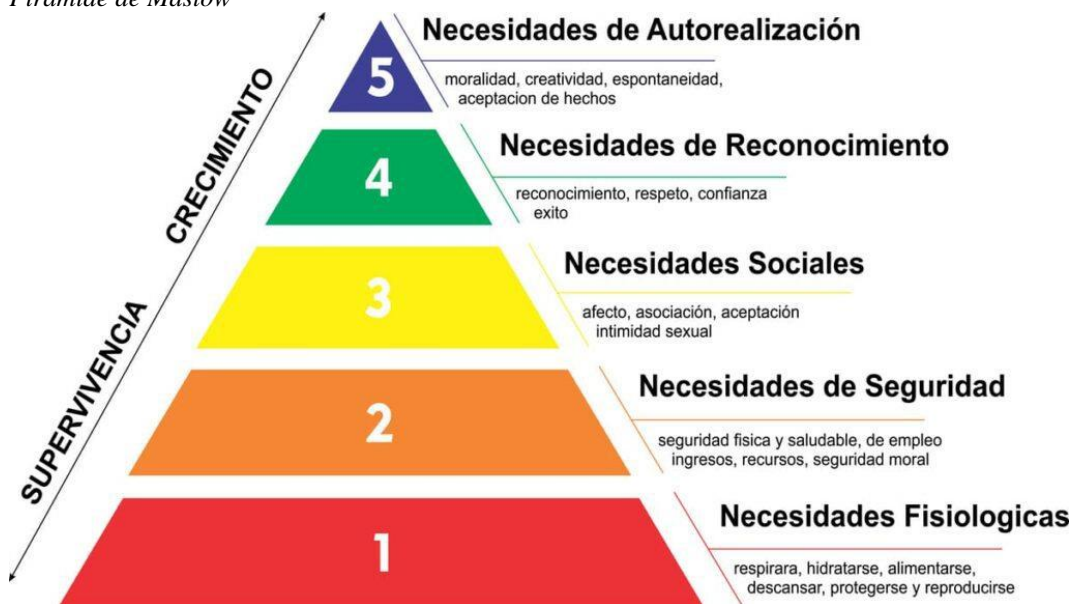 Pirámide de Maslow
Necesidades de Autorealización
5
moralidad, creatividad, espontaneidad,
aceptacion de hechos
CRECIMIENTO
Necesidades de Reconocimiento
4
reconocimiento, respeto, confianza
exito
Necesidades Sociales
3
afecto, asociación, aceptación
intimidad sexual
SUPERVIVENCIA
Necesidades de Seguridad
2
seguridad fisica y saludable, de empleo
ingresos, recursos, seguridad moral
Necesidades Fisiologicas
1
respirara, hidratarse, alimentarse,
descansar, protegerse y reproducirse